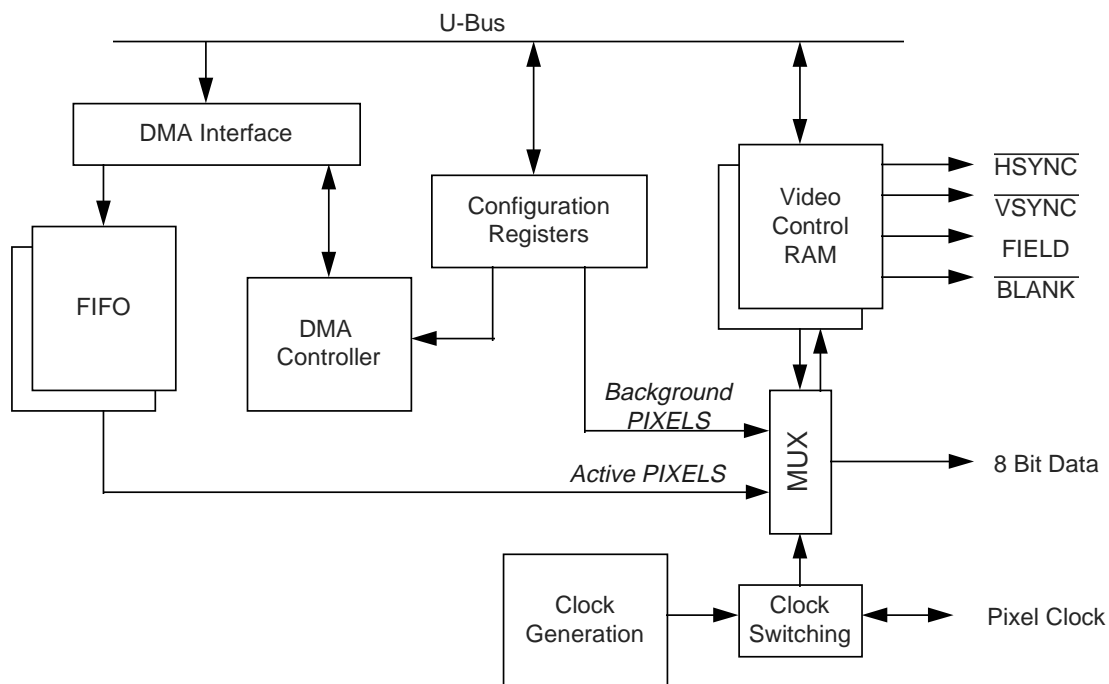 U-Bus
DMA Interface
Configuration
Registers
Video
Control
RAM
HSYNC
VSYNC
FIELD
BLANK
FIFO
DMA
Controller
Background
PIXELS
Active PIXELS
MUX
8 Bit Data
Clock
Generation
Clock
Switching
Pixel Clock